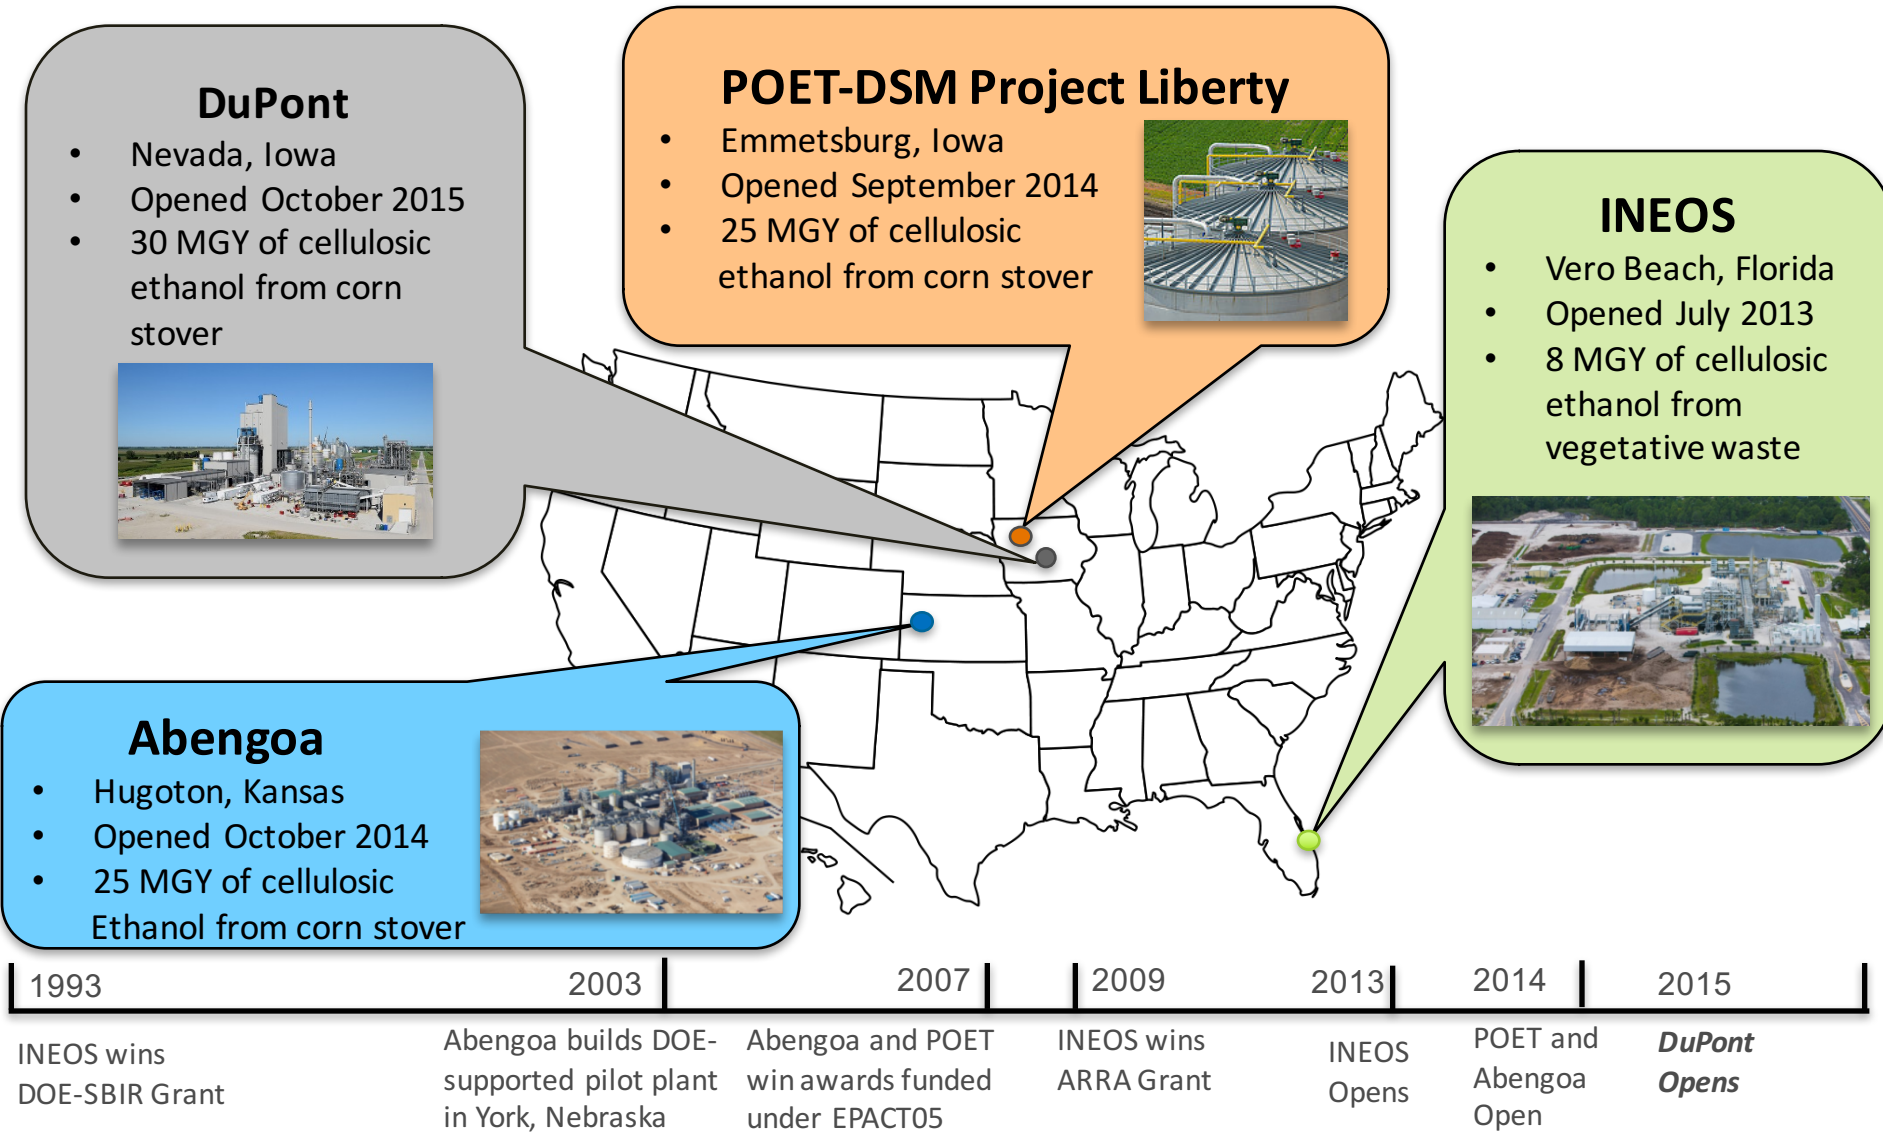 DuPont
• Nevada, Iowa
• Opened October 2015
• 30 MGY of cellulosic
ethanol from corn
stover
POET-DSM Project Liberty
• Emmetsburg, Iowa
• Opened September 2014
• 25 MGY of cellulosic
ethanol from corn stover
INEOS
• Vero Beach, Florida
• Opened July 2013
• 8 MGY of cellulosic
ethanol from
vegetative waste
Abengoa
• Hugoton, Kansas
• Opened October 2014
• 25 MGY of cellulosic
Ethanol from corn stover
1993
INEOS wins
DOE-SBIR Grant
2003
Abengoa builds DOE-
supported pilot plant
in York, Nebraska
2007
Abengoa and POET
win awards funded
under EPACT05
2009
INEOS wins
ARRA Grant
2013
INEOS
Opens
2014
POET and
Abengoa
Open
2015
DuPont
Opens